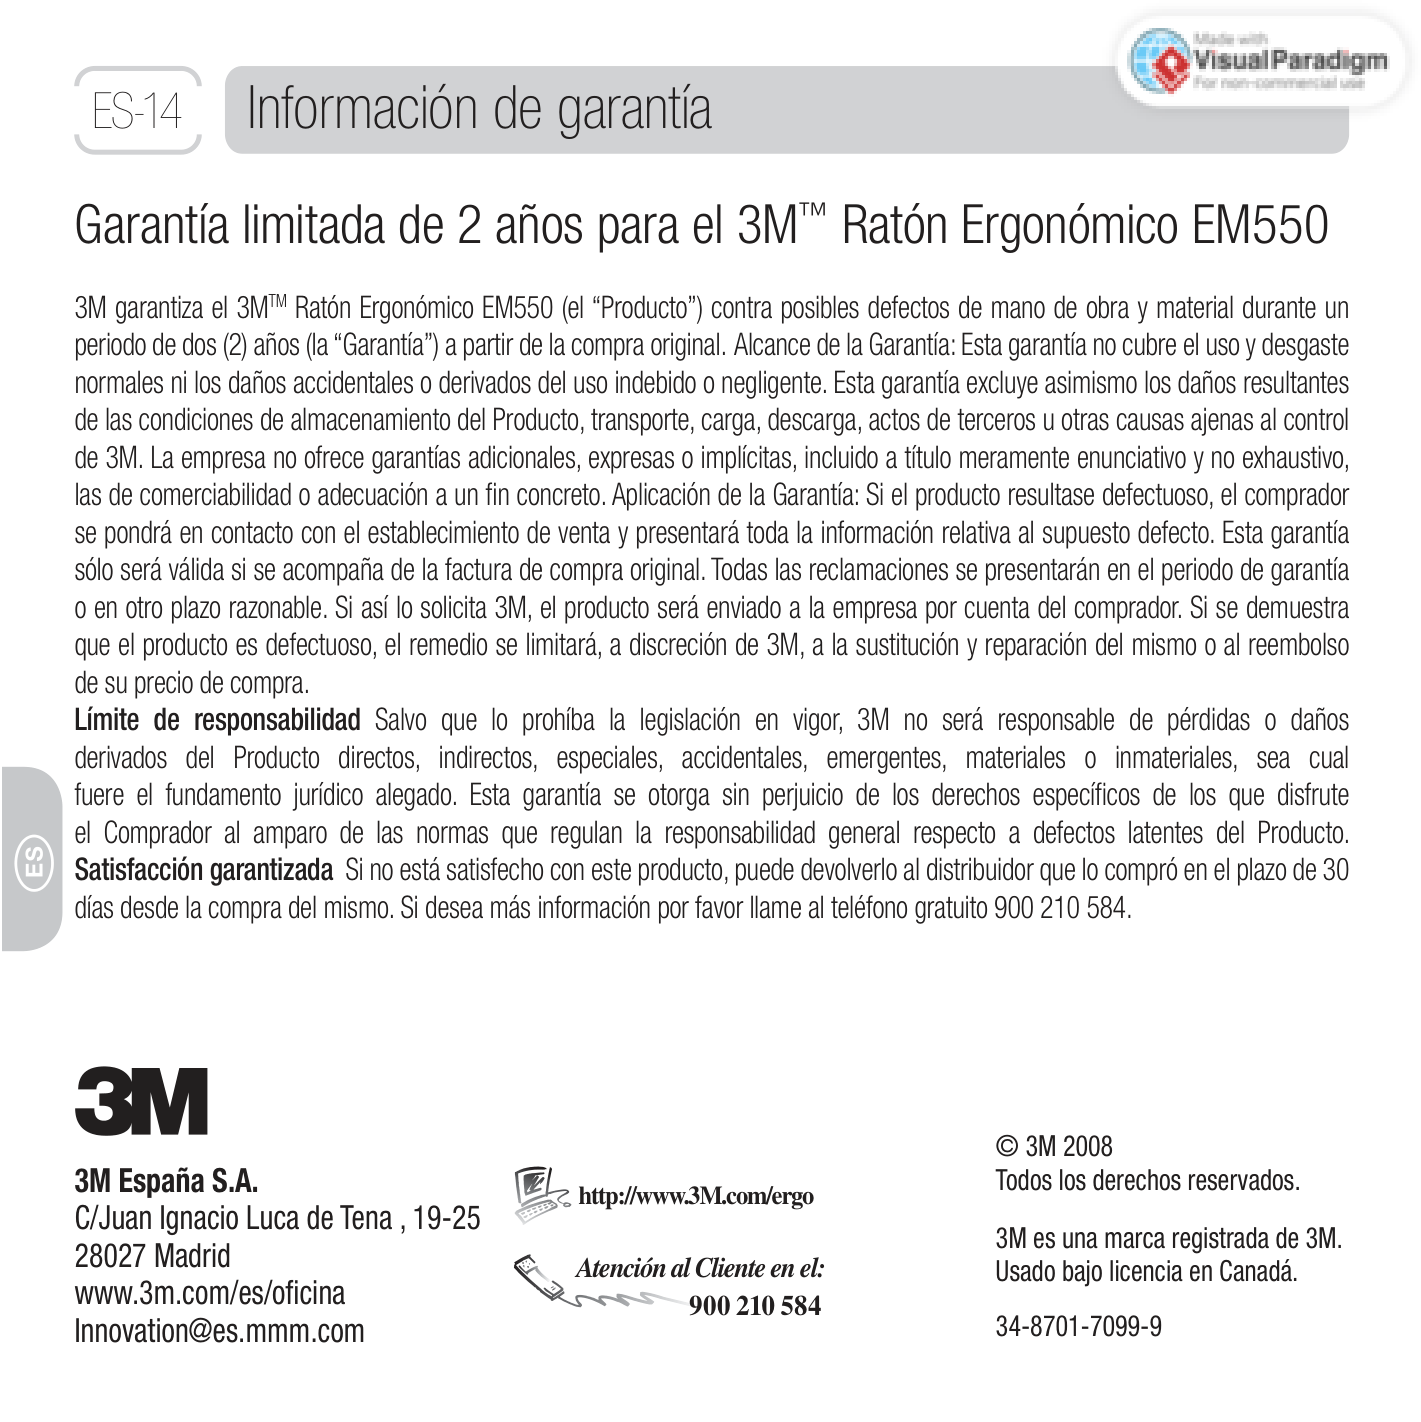 Made with
VisualParadigm
For non-commercial use
ES-14
Información de garantía
Garantía limitada de 2 años para el 3M™ Ratón Ergonómico EM550
3M garantiza el 3M™ Ratón Ergonómico EM550 (el “Producto”) contra posibles defectos de mano de obra y material durante un
periodo de dos (2) años (la “Garantía”) a partir de la compra original. Alcance de la Garantía: Esta garantía no cubre el uso y desgaste
normales ni los daños accidentales o derivados del uso indebido o negligente. Esta garantía excluye asimismo los daños resultantes
de las condiciones de almacenamiento del Producto, transporte, carga, descarga, actos de terceros u otras causas ajenas al control
de 3M. La empresa no ofrece garantías adicionales, expresas o implícitas, incluido a título meramente enunciativo y no exhaustivo,
las de comerciabilidad o adecuación a un fin concreto. Aplicación de la Garantía: Si el producto resultase defectuoso, el comprador
se pondrá en contacto con el establecimiento de venta y presentará toda la información relativa al supuesto defecto. Esta garantía
sólo será válida si se acompaña de la factura de compra original. Todas las reclamaciones se presentarán en el periodo de garantía
o en otro plazo razonable. Si así lo solicita 3M, el producto será enviado a la empresa por cuenta del comprador. Si se demuestra
que el producto es defectuoso, el remedio se limitará, a discreción de 3M, a la sustitución y reparación del mismo o al reembolso
de su precio de compra.
Límite de responsabilidad Salvo que lo prohíba la legislación en vigor, 3M no será responsable de pérdidas o daños
derivados del Producto directos, indirectos, especiales, accidentales, emergentes, materiales o inmateriales, sea cual
fuere el fundamento jurídico alegado. Esta garantía se otorga sin perjuicio de los derechos específicos de los que disfrute
el Comprador al amparo de las normas que regulan la responsabilidad general respecto a defectos latentes del Producto.
Satisfacción garantizada Si no está satisfecho con este producto, puede devolverlo al distribuidor que lo compró en el plazo de 30
días desde la compra del mismo. Si desea más información por favor llame al teléfono gratuito 900 210 584.
ES
3M
3M España S.A.
C/Juan Ignacio Luca de Tena , 19-25
28027 Madrid
www.3m.com/es/oficina
Innovation@es.mmm.com
http://www.3M.com/ergo
Atención al Cliente en el:
900 210 584
© 3M 2008
Todos los derechos reservados.
3M es una marca registrada de 3M.
Usado bajo licencia en Canadá.
34-8701-7099-9